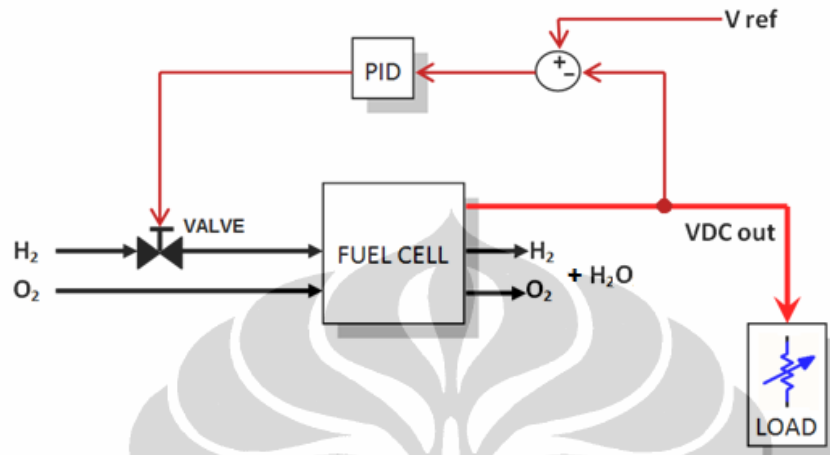 V ref
PID
+
−
VALVE
H₂
O₂
FUEL CELL
H₂
O₂
+ H₂O
VDC out
LOAD